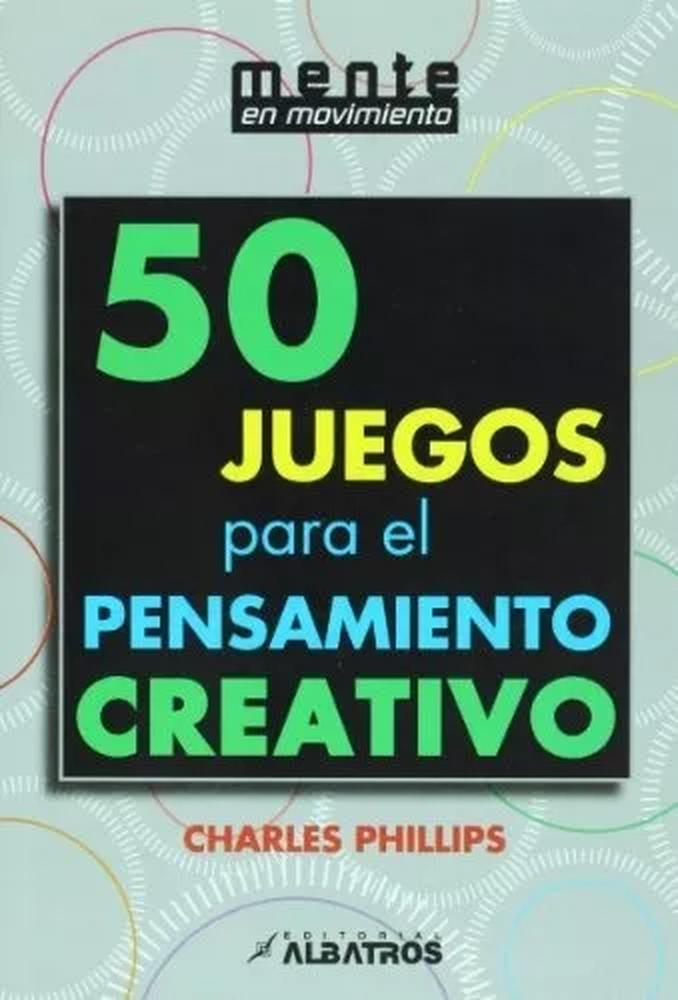 mente
en movimiento
50
JUEGOS
para el
PENSAMIENTO
CREATIVO
CHARLES PHILLIPS
EDITORIAL
ALBATROS